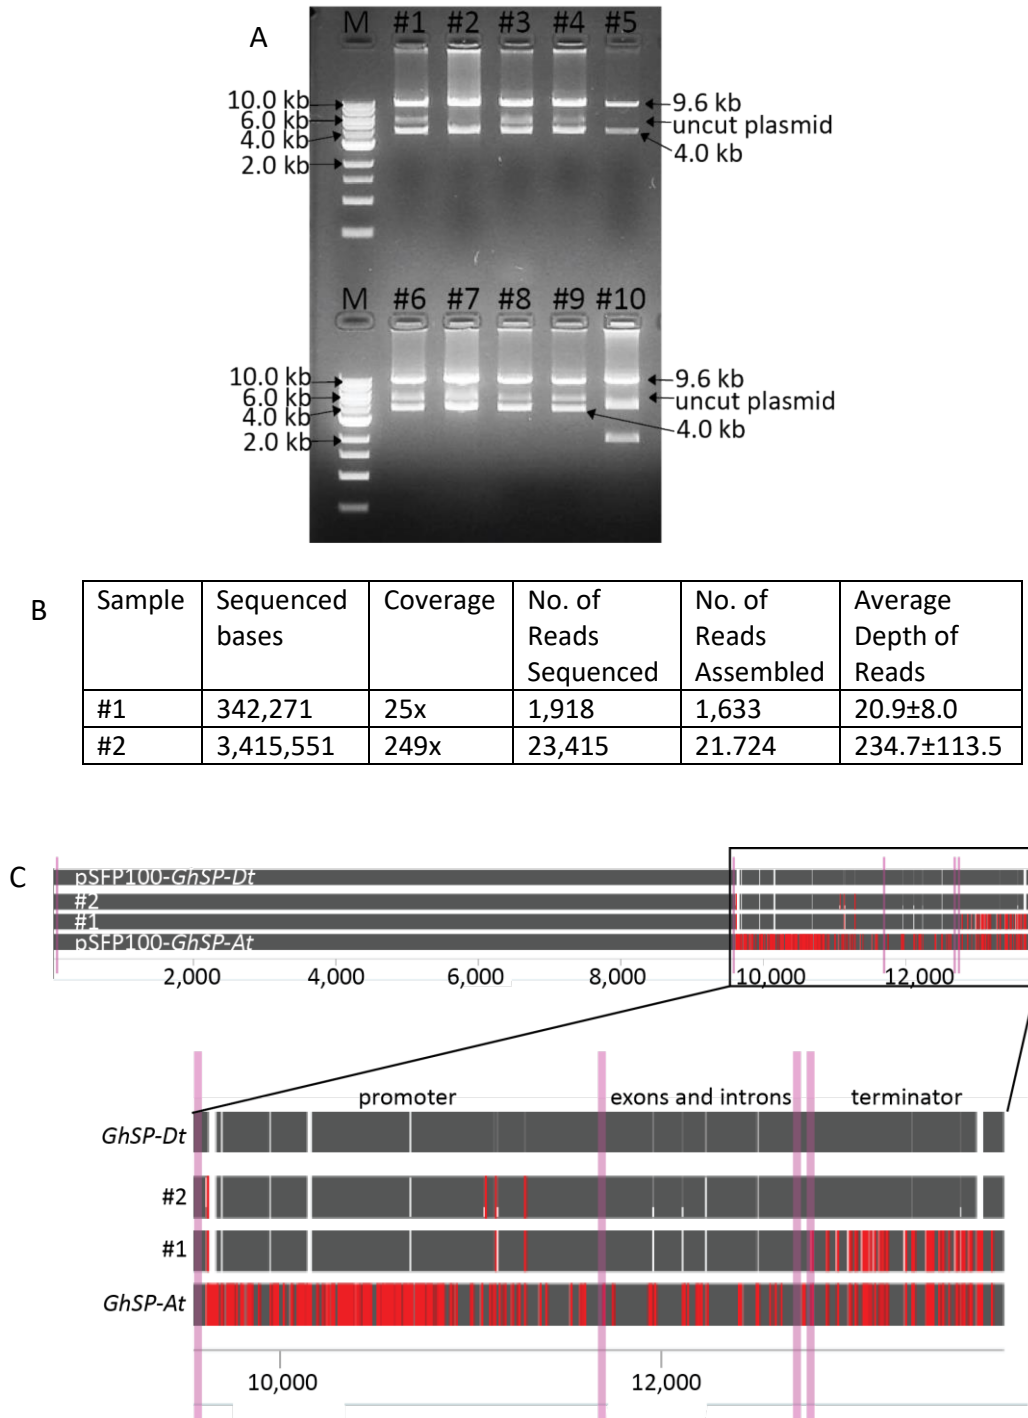 A
M #1 #2 #3 #4 #5
10.0 kb
6.0 kb
4.0 kb
2.0 kb
9.6 kb
uncut plasmid
4.0 kb
M #6 #7 #8 #9 #10
10.0 kb
6.0 kb
4.0 kb
2.0 kb
9.6 kb
uncut plasmid
4.0 kb
B
Sample Sequenced bases Coverage No. of Reads Sequenced No. of Reads Assembled Average Depth of Reads
#1 342,271 25x 1,918 1,633 20.9±8.0
#2 3,415,551 249x 23,415 21.724 234.7±113.5
C
pSFP100-GhSP-Dt
#2
#1
pSFP100-GhSP-At
2,000 4,000 6,000 8,000 10,000 12,000
promoter exons and introns terminator
GhSP-Dt
#2
#1
GhSP-At
10,000 12,000